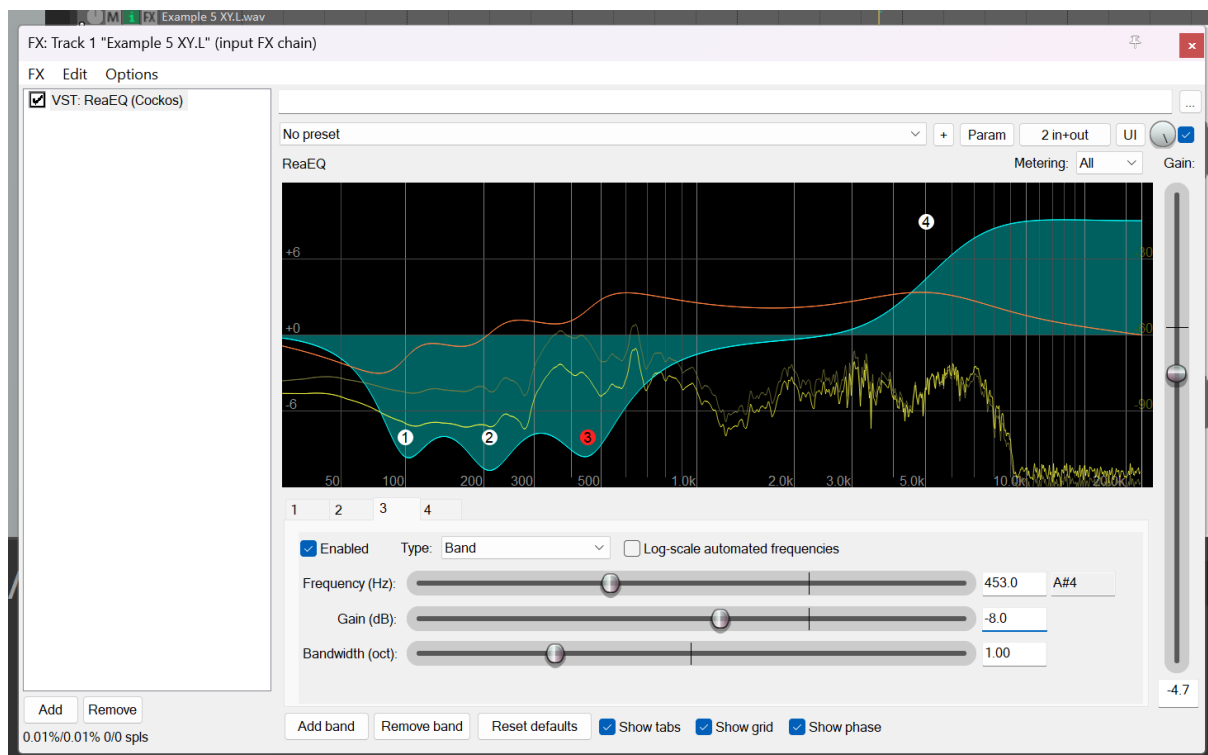 M i FX Example 5 XY.L.wav
FX: Track 1 "Example 5 XY.L" (input FX chain)
FX Edit Options
VST: ReaEQ (Cockos)
...
No preset + Param 2 in+out UI
ReaEQ Metering: All Gain:
4
+6 -30
+0 -60
-6 -90
1 2 3
50 100 200 300 500 1.0k 2.0k 3.0k 5.0k 10.0k 20.0k
1 2 3 4
Enabled Type: Band Log-scale automated frequencies
Frequency (Hz): 453.0 A#4
Gain (dB): -8.0
Bandwidth (oct): 1.00
-4.7
Add Remove
Add band Remove band Reset defaults Show tabs Show grid Show phase
0.01%/0.01% 0/0 spls